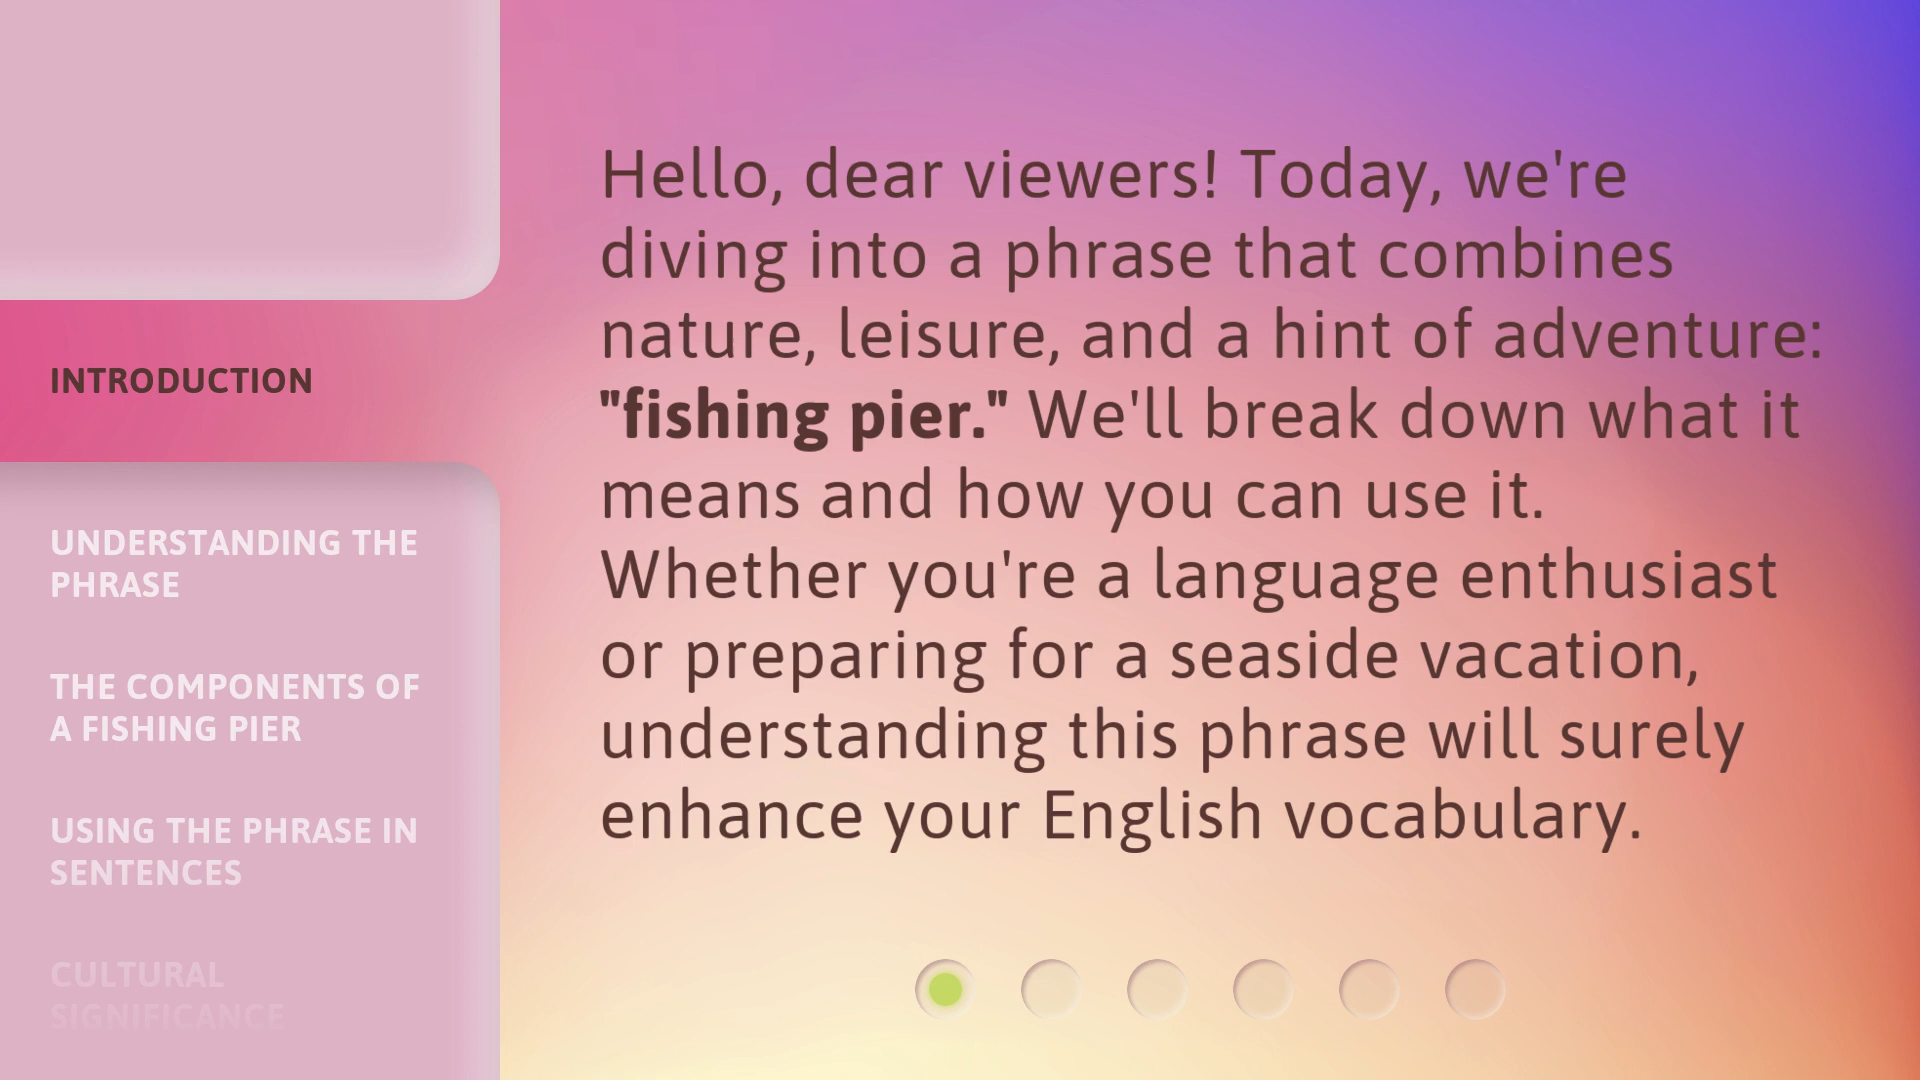 INTRODUCTION
UNDERSTANDING THE
PHRASE
THE COMPONENTS OF
A FISHING PIER
USING THE PHRASE IN
SENTENCES
CULTURAL
SIGNIFICANCE
Hello, dear viewers! Today, we're
diving into a phrase that combines
nature, leisure, and a hint of adventure:
"fishing pier." We'll break down what it
means and how you can use it.
Whether you're a language enthusiast
or preparing for a seaside vacation,
understanding this phrase will surely
enhance your English vocabulary.